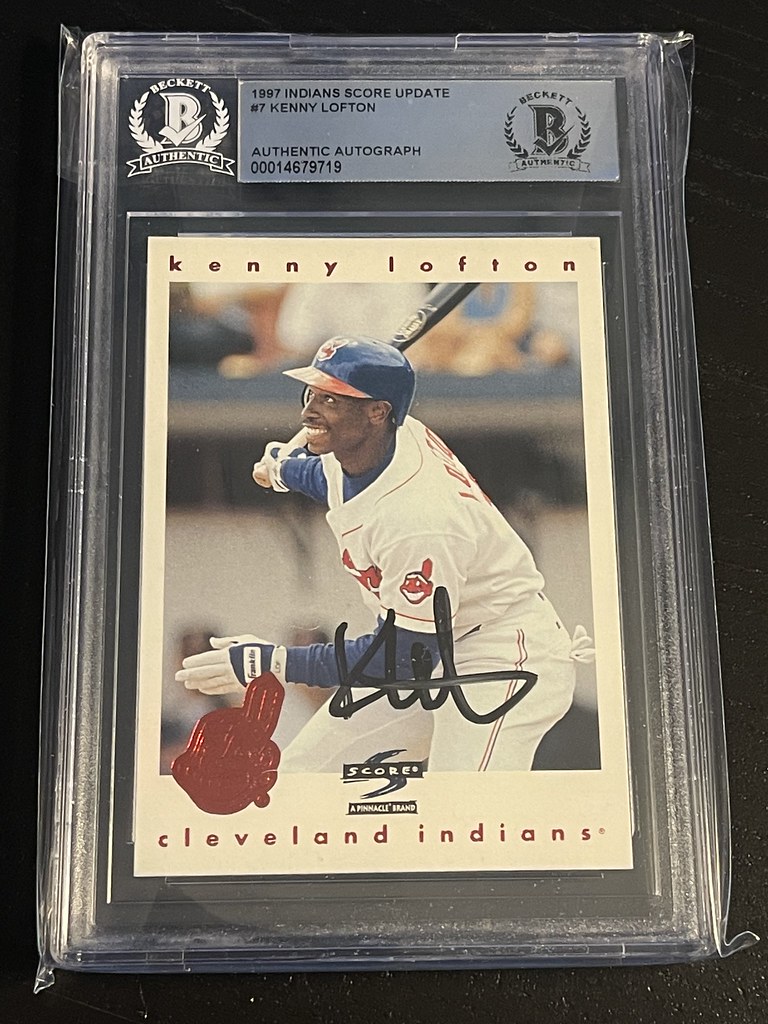 BECKETT
B
AUTHENTIC
1997 INDIANS SCORE UPDATE
#7 KENNY LOFTON
AUTHENTIC AUTOGRAPH
00014679719
BECKETT
B
AUTHENTIC
kenny lofton
Franklin
SCORE®
A PINNACLE® BRAND
cleveland indians®